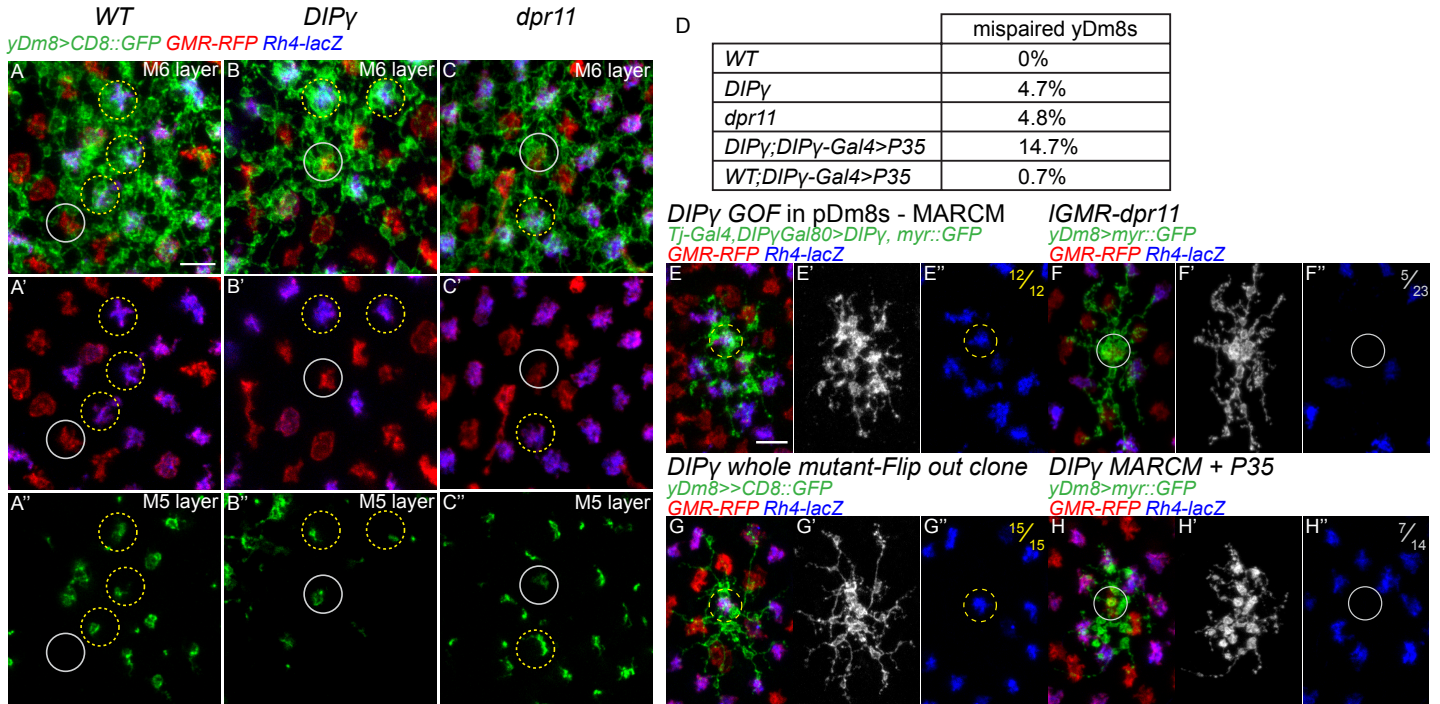 WT DIPγ dpr11
yDm8>CD8::GFP GMR-RFP Rh4-lacZ
A M6 layer
B M6 layer
C M6 layer
A'
B'
C'
A'' M5 layer
B'' M5 layer
C'' M5 layer
D
mispaired yDm8s
WT 0%
DIPγ 4.7%
dpr11 4.8%
DIPγ;DIPγ-Gal4>P35 14.7%
WT;DIPγ-Gal4>P35 0.7%
DIPγ GOF in pDm8s - MARCM
Tj-Gal4,DIPγGal80>DIPγ, myr::GFP
GMR-RFP Rh4-lacZ
E E' E'' 12/12
lGMR-dpr11
yDm8>myr::GFP
GMR-RFP Rh4-lacZ
F F' F'' 5/23
DIPγ whole mutant-Flip out clone
yDm8>>CD8::GFP
GMR-RFP Rh4-lacZ
G G' G'' 15/15
DIPγ MARCM + P35
yDm8>myr::GFP
GMR-RFP Rh4-lacZ
H H' H'' 7/14